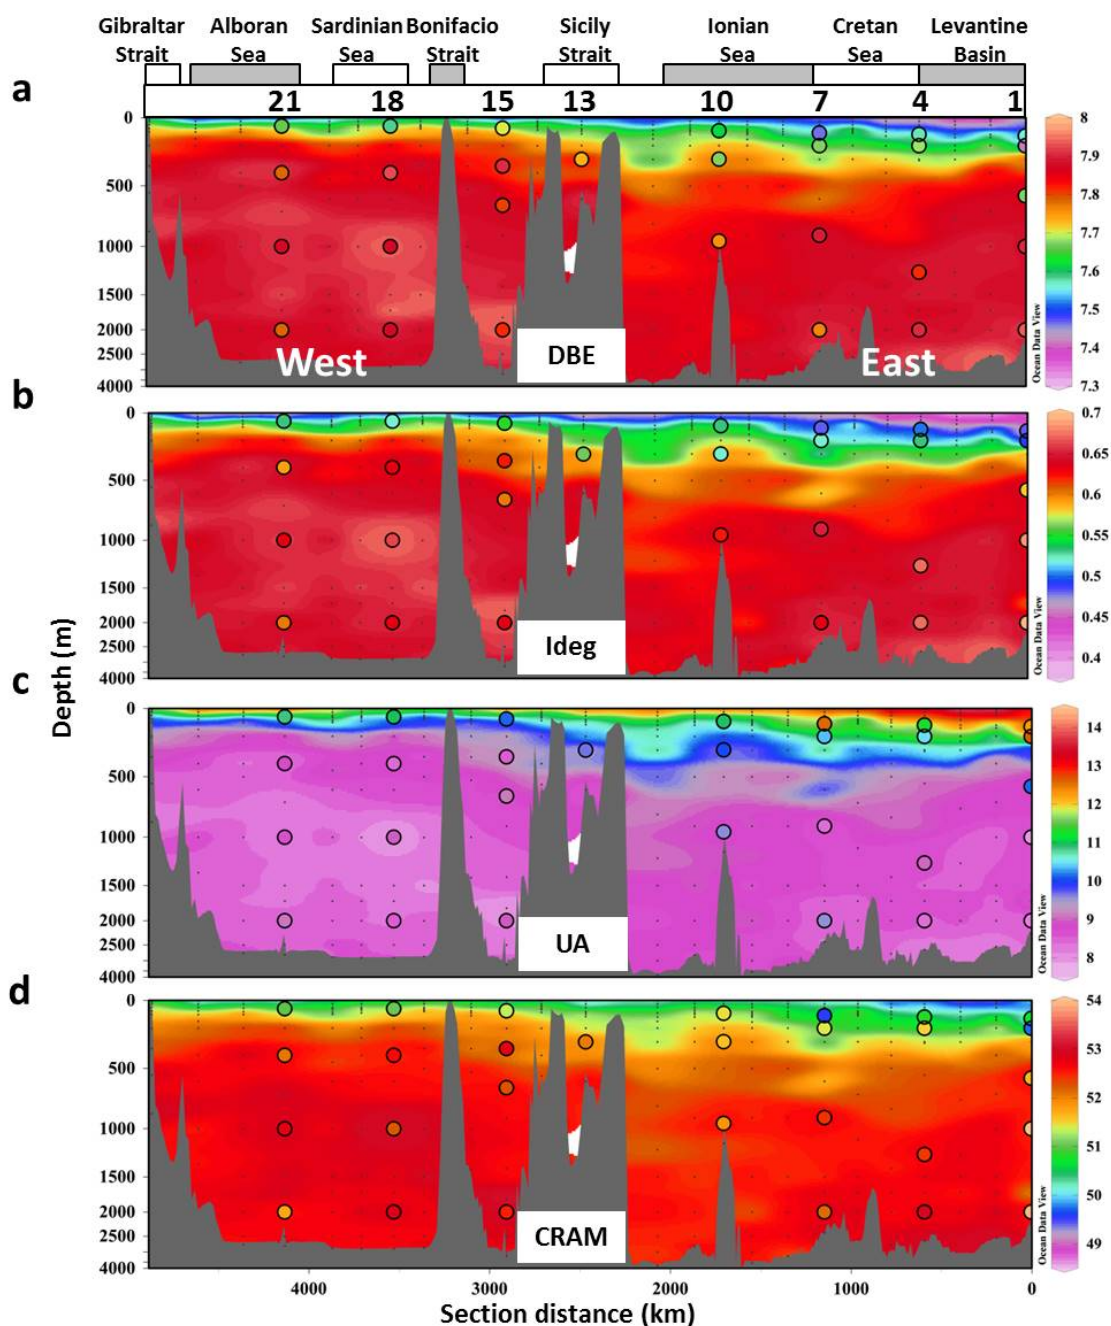 Gibraltar Alboran Sardinian Bonifacio Sicily Ionian Cretan Levantine
Strait Sea Sea Strait Strait Sea Sea Basin
a
21 18 15 13 10 7 4 1
0
500
1000
1500
2000
2500
4000
West
DBE
East
Ocean Data View
8
7.9
7.8
7.7
7.6
7.5
7.4
7.3
b
0
500
1000
1500
2000
2500
4000
Ideg
Ocean Data View
0.7
0.65
0.6
0.55
0.5
0.45
0.4
Depth (m)
c
0
500
1000
1500
2000
2500
4000
UA
Ocean Data View
14
13
12
11
10
9
8
d
0
500
1000
1500
2000
2500
4000
CRAM
Ocean Data View
54
53
52
51
50
49
4000 3000 2000 1000 0
Section distance (km)